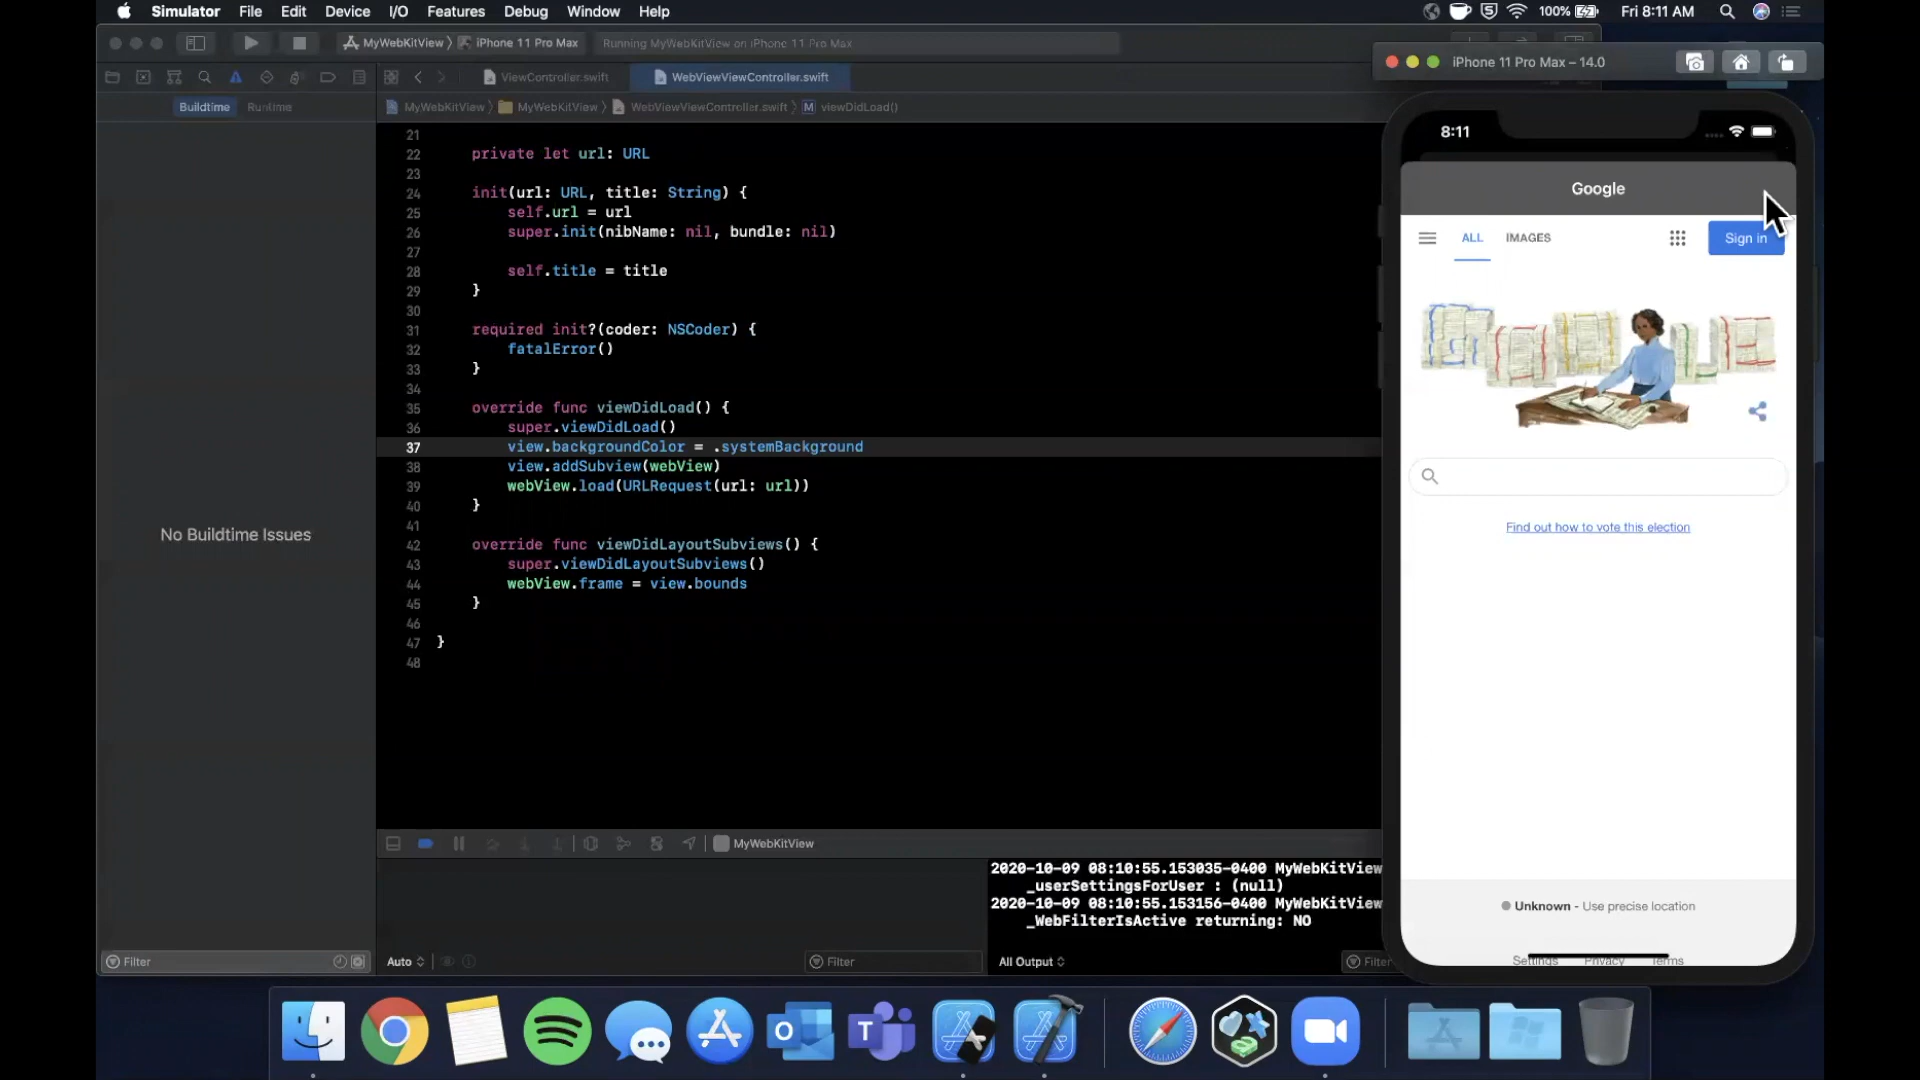 Simulator File Edit Device I/O Features Debug Window Help
100% Fri 8:11 AM
MyWebKitView iPhone 11 Pro Max Running MyWebKitView on iPhone 11 Pro Max
iPhone 11 Pro Max – 14.0
ViewController.swift WebViewViewController.swift
Buildtime Runtime
MyWebKitView MyWebKitView WebViewViewController.swift M viewDidLoad()
No Buildtime Issues
21
22 private let url: URL
23
24 init(url: URL, title: String) {
25 self.url = url
26 super.init(nibName: nil, bundle: nil)
27
28 self.title = title
29 }
30
31 required init?(coder: NSCoder) {
32 fatalError()
33 }
34
35 override func viewDidLoad() {
36 super.viewDidLoad()
37 view.backgroundColor = .systemBackground
38 view.addSubview(webView)
39 webView.load(URLRequest(url: url))
40 }
41
42 override func viewDidLayoutSubviews() {
43 super.viewDidLayoutSubviews()
44 webView.frame = view.bounds
45 }
46
47 }
48
8:11
Google
ALL IMAGES Sign in
Find out how to vote this election
Unknown - Use precise location
Settings Privacy Terms
MyWebKitView
2020-10-09 08:10:55.153035-0400 MyWebKitView
_userSettingsForUser : (null)
2020-10-09 08:10:55.153156-0400 MyWebKitView
_WebFilterIsActive returning: NO
Filter
Auto
Filter
All Output
Filter